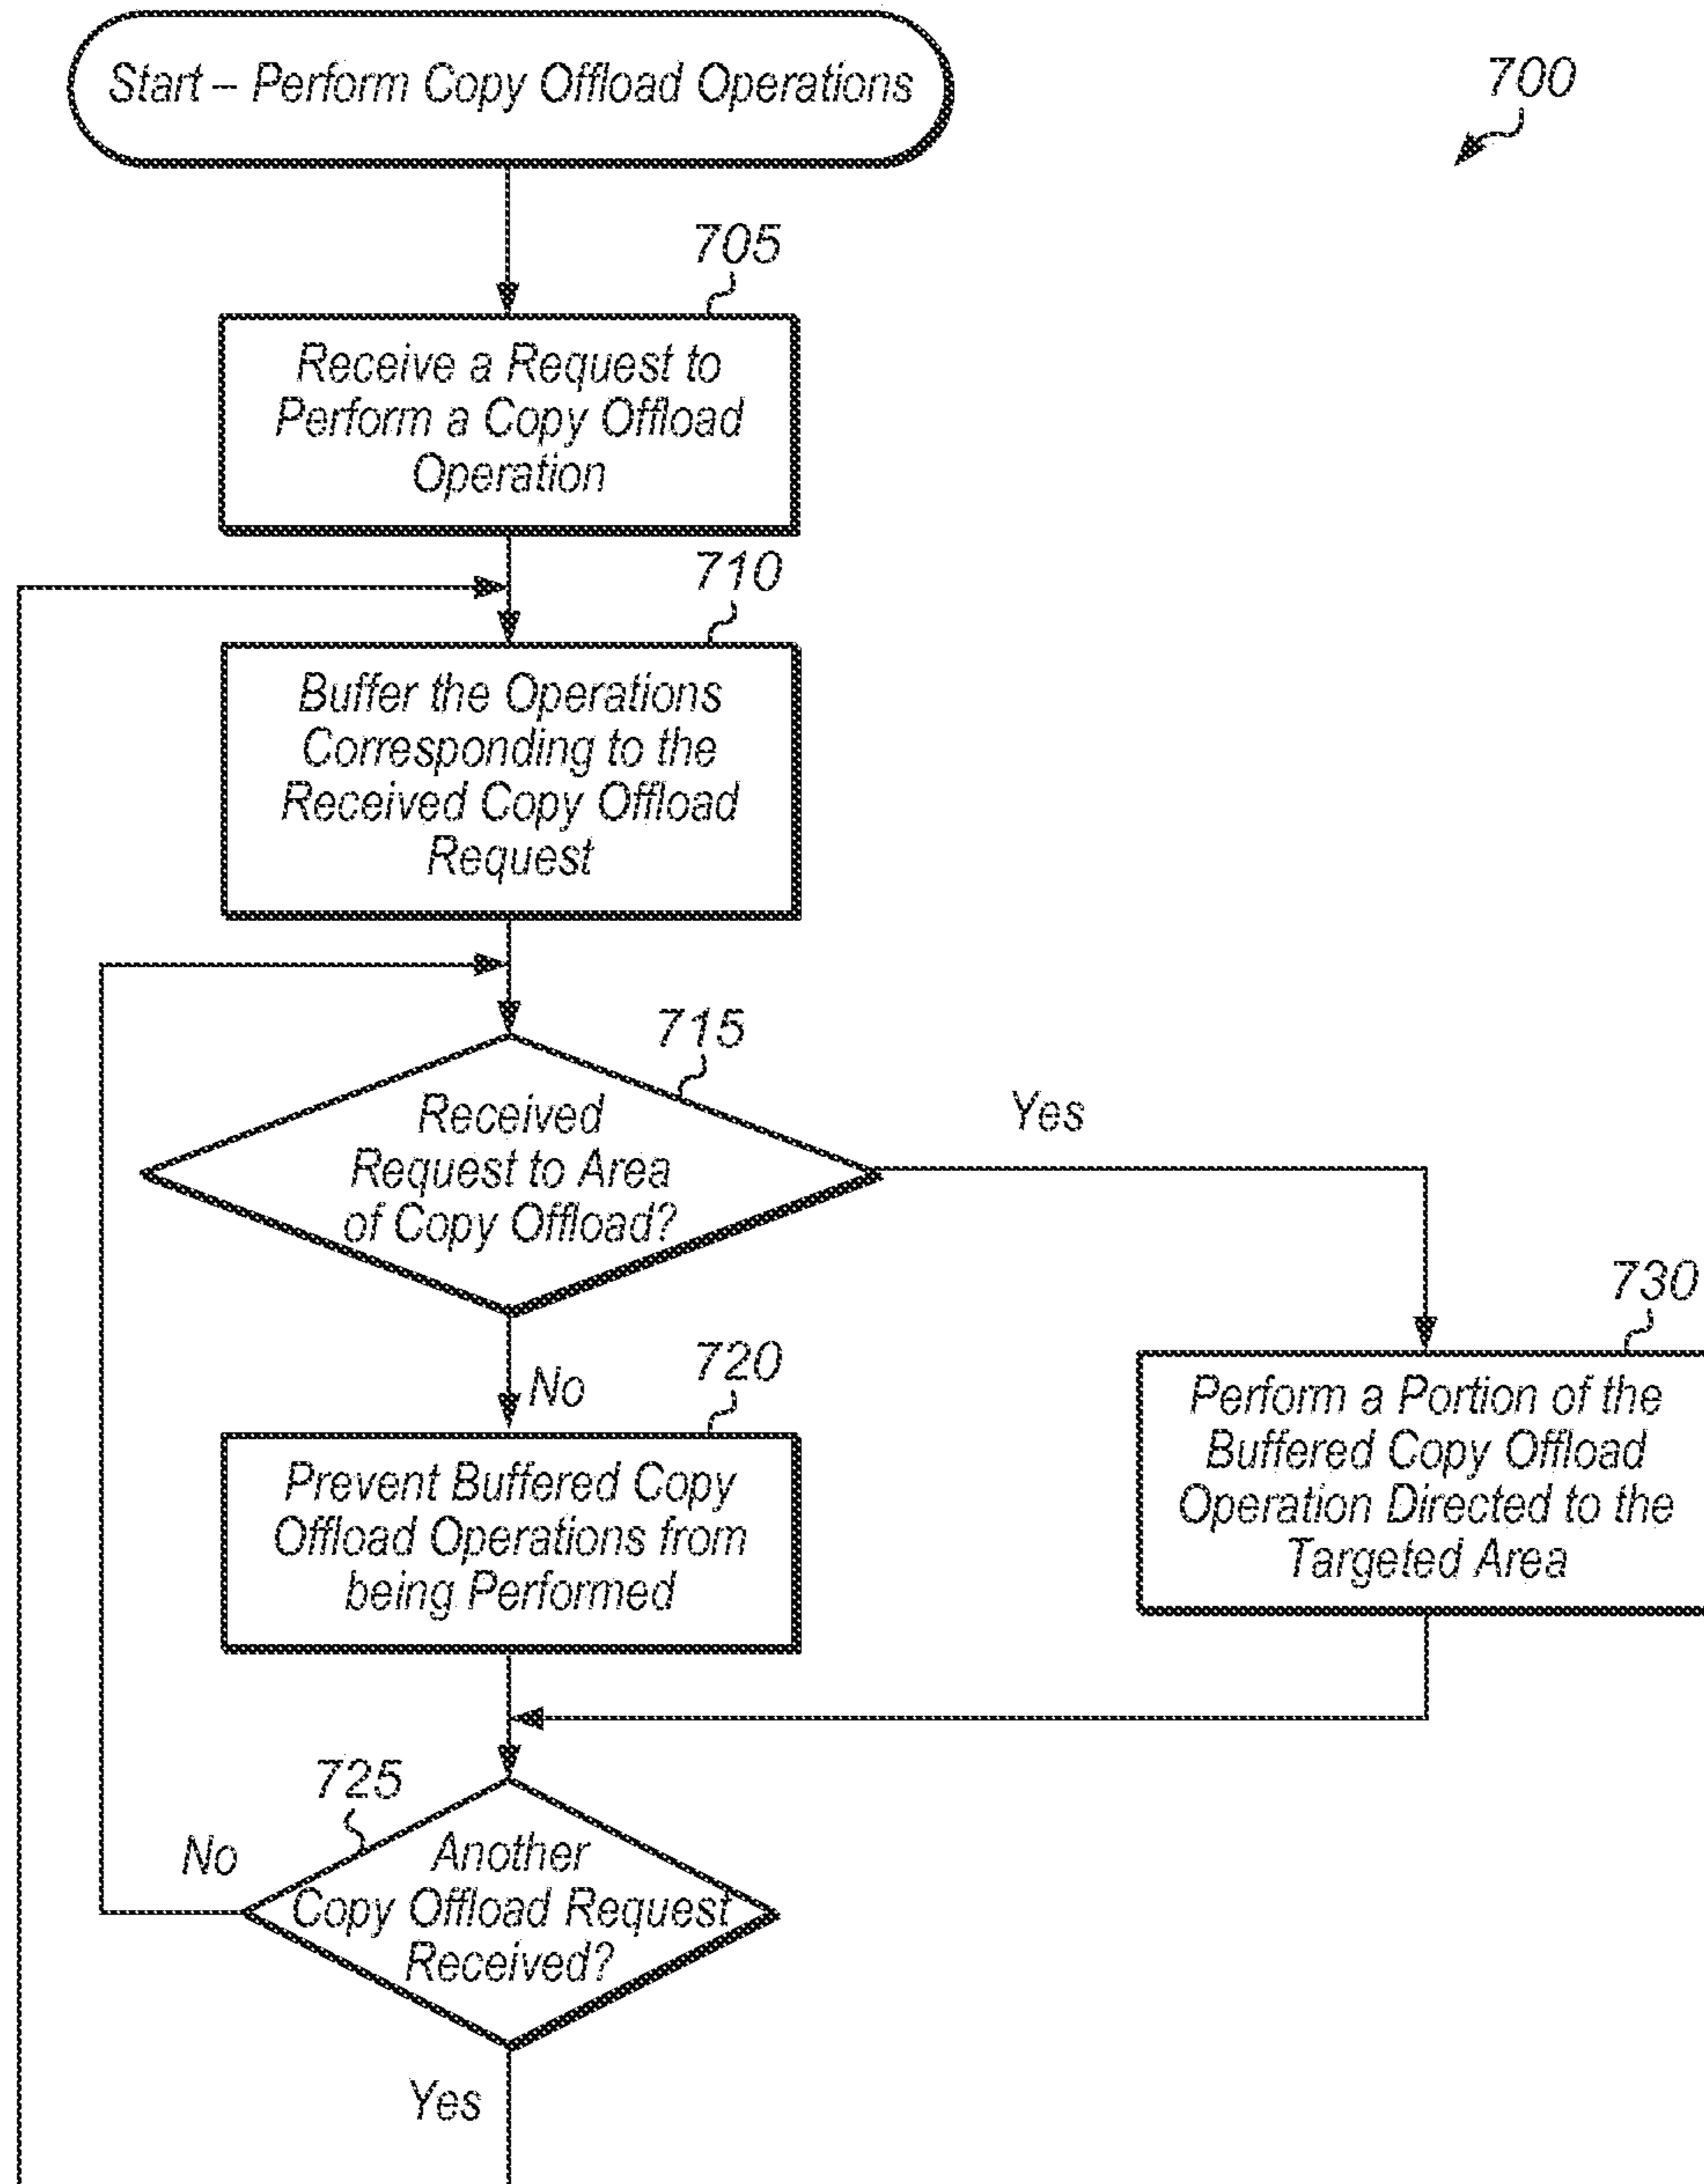 Start – Perform Copy Offload Operations
700
705
Receive a Request to
Perform a Copy Offload
Operation
710
Buffer the Operations
Corresponding to the
Received Copy Offload
Request
715
Received
Request to Area
of Copy Offload?
Yes
No
720
Prevent Buffered Copy
Offload Operations from
being Performed
730
Perform a Portion of the
Buffered Copy Offload
Operation Directed to the
Targeted Area
725
No
Another
Copy Offload Request
Received?
Yes